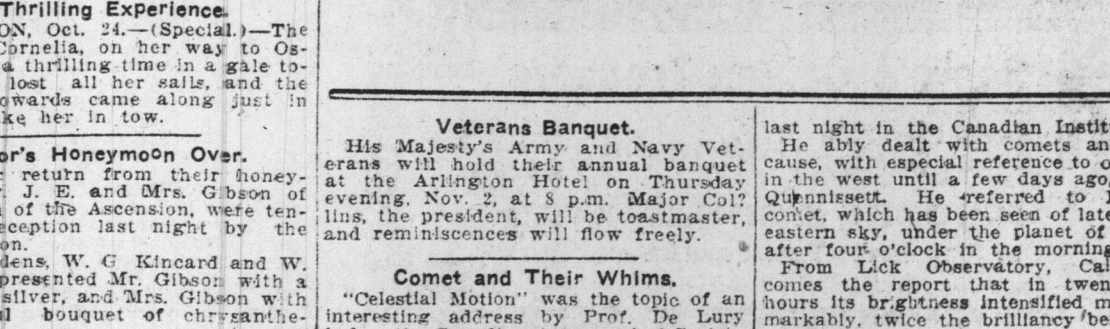 Thrilling Experience.
ON, Oct. 24.—(Special.)—The
Cornelia, on her way to Os-
a thrilling time in a gale to-
lost all her sails, and the
owards came along just in
ke her in tow.
or's Honeymoon Over.
return from their honey-
J. E. and Mrs. Gibson of
of the Ascension, were ten-
eception last night by the
on.
dens, W. G Kincard and W.
presented Mr. Gibson with a
silver, and Mrs. Gibson with
bouquet of chrysanthe-
Veterans Banquet.
His Majesty's Army and Navy Vet-
erans will hold their annual banquet
at the Arlington Hotel on Thursday
evening, Nov. 2, at 8 p.m. Major Col?
lins, the president, will be toastmaster,
and reminiscences will flow freely.
Comet and Their Whims.
"Celestial Motion" was the topic of an
interesting address by Prof. De Lury
last night in the Canadian Instit
He ably dealt with comets an
cause, with especial reference to o
in the west until a few days ago,
Quennissett. He referred to
comet, which has been seen of late
eastern sky, under the planet of
after four o'clock in the morning
From Lick Observatory, Cal
comes the report that in twen
hours its brightness intensified m
markably, twice the brilliancy be